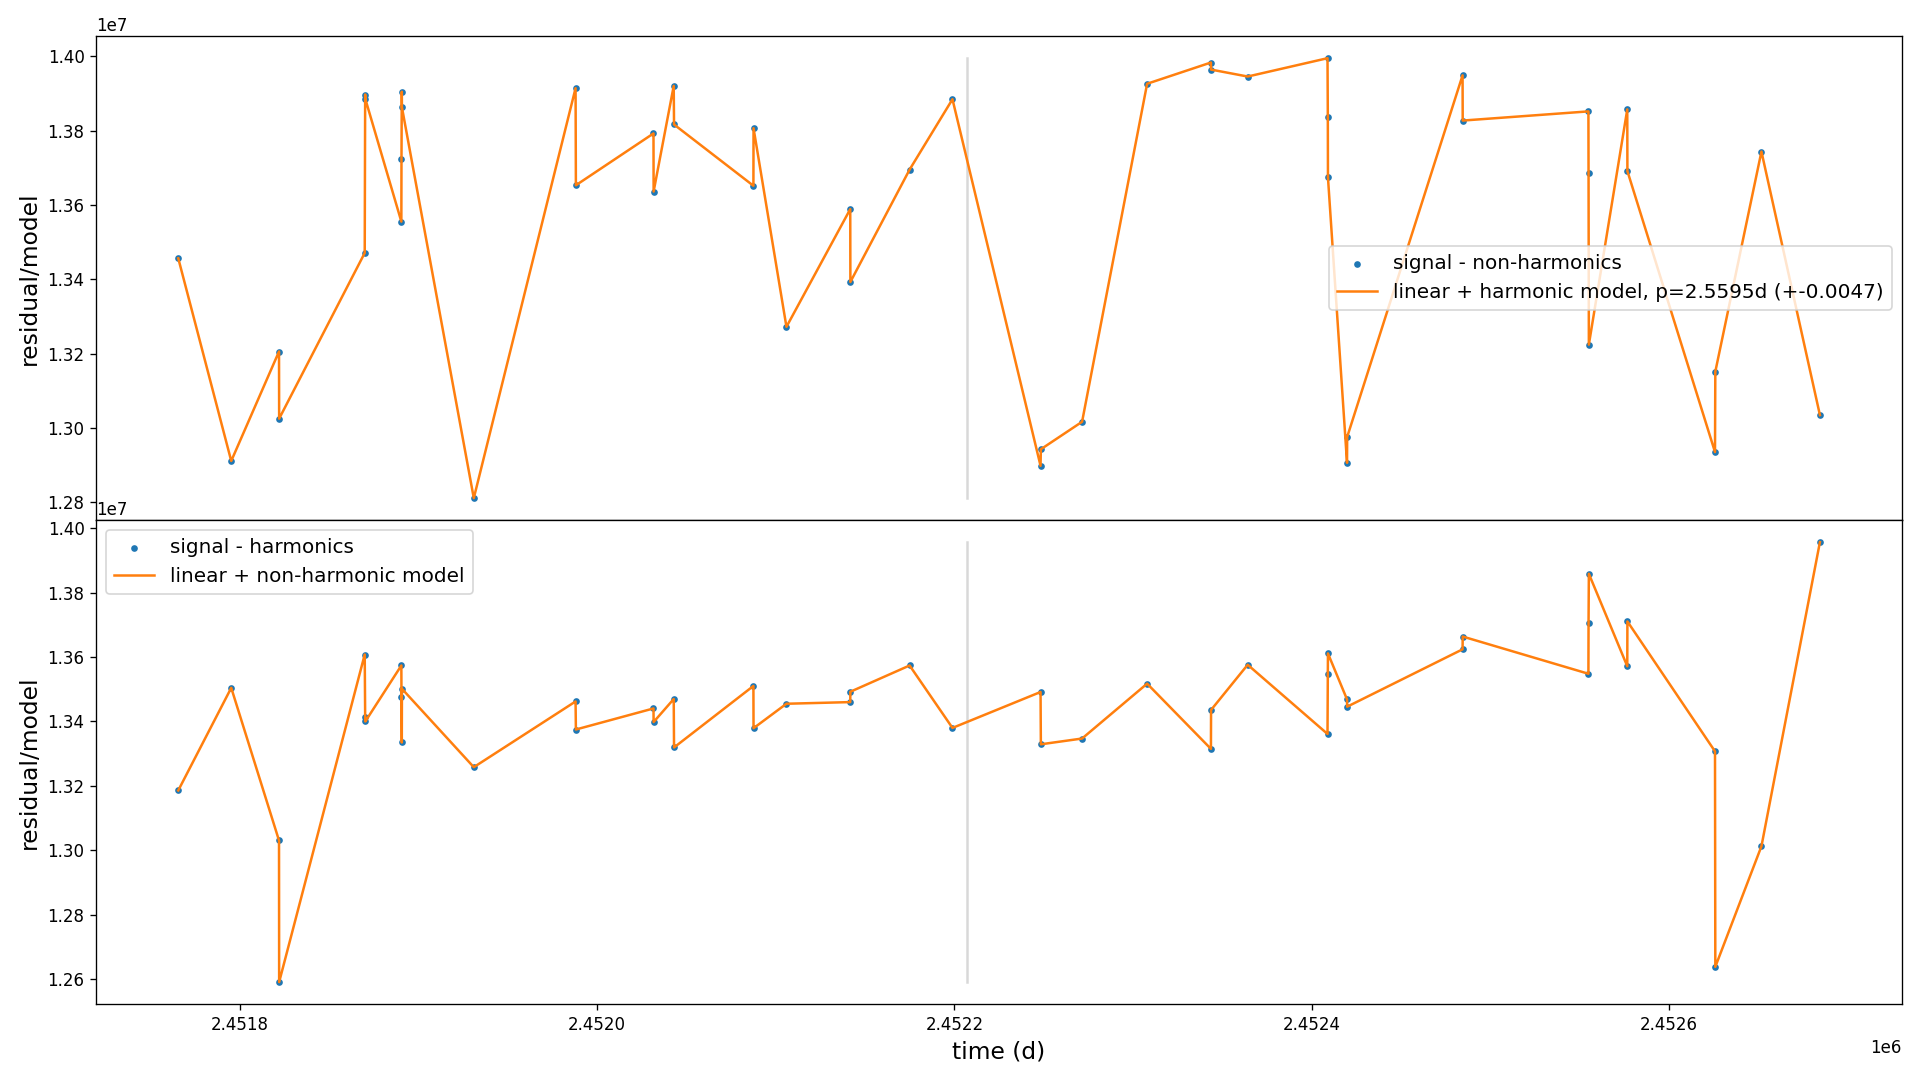 1e7
1.40
1.38
1.36
1.34
1.32
1.30
1.28
residual/model
signal - non-harmonics
linear + harmonic model, p=2.5595d (+-0.0047)
1e7
1.40
1.38
1.36
1.34
1.32
1.30
1.28
1.26
residual/model
signal - harmonics
linear + non-harmonic model
2.4518
2.4520
2.4522
2.4524
2.4526
time (d)
1e6